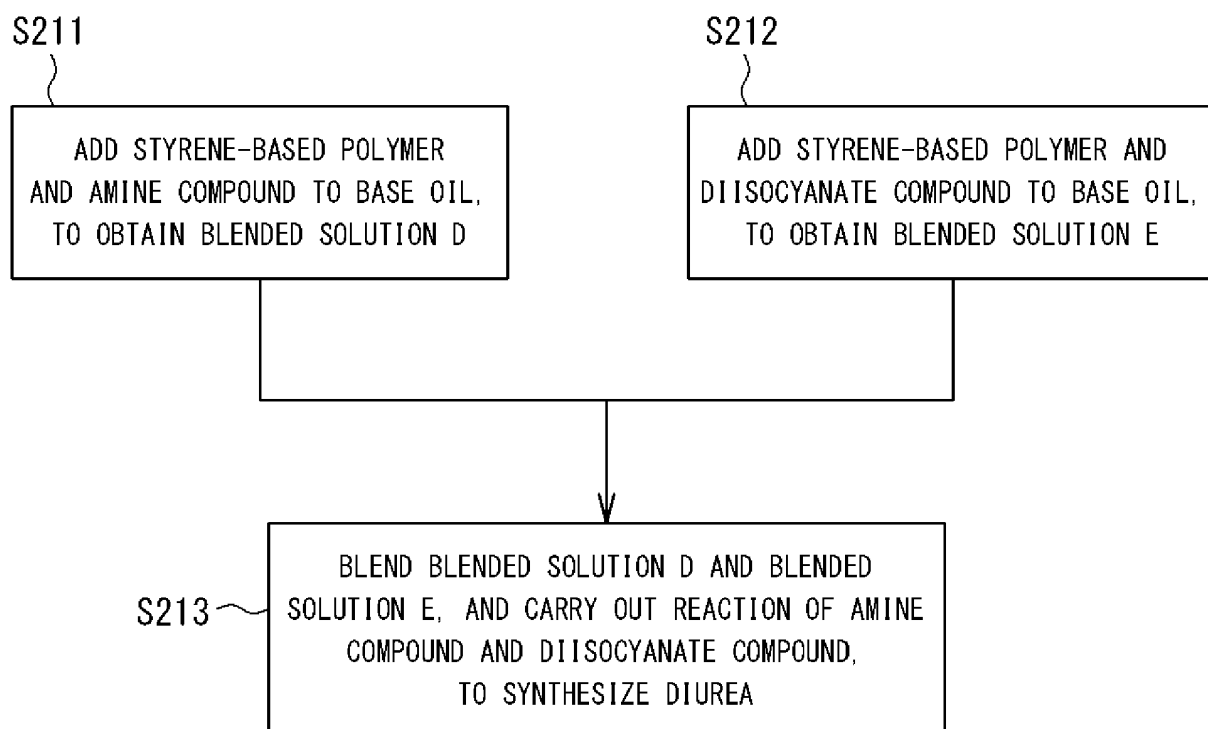 S211
ADD STYRENE-BASED POLYMER
AND AMINE COMPOUND TO BASE OIL,
TO OBTAIN BLENDED SOLUTION D
S212
ADD STYRENE-BASED POLYMER AND
DIISOCYANATE COMPOUND TO BASE OIL,
TO OBTAIN BLENDED SOLUTION E
S213
BLEND BLENDED SOLUTION D AND BLENDED
SOLUTION E, AND CARRY OUT REACTION OF AMINE
COMPOUND AND DIISOCYANATE COMPOUND,
TO SYNTHESIZE DIUREA